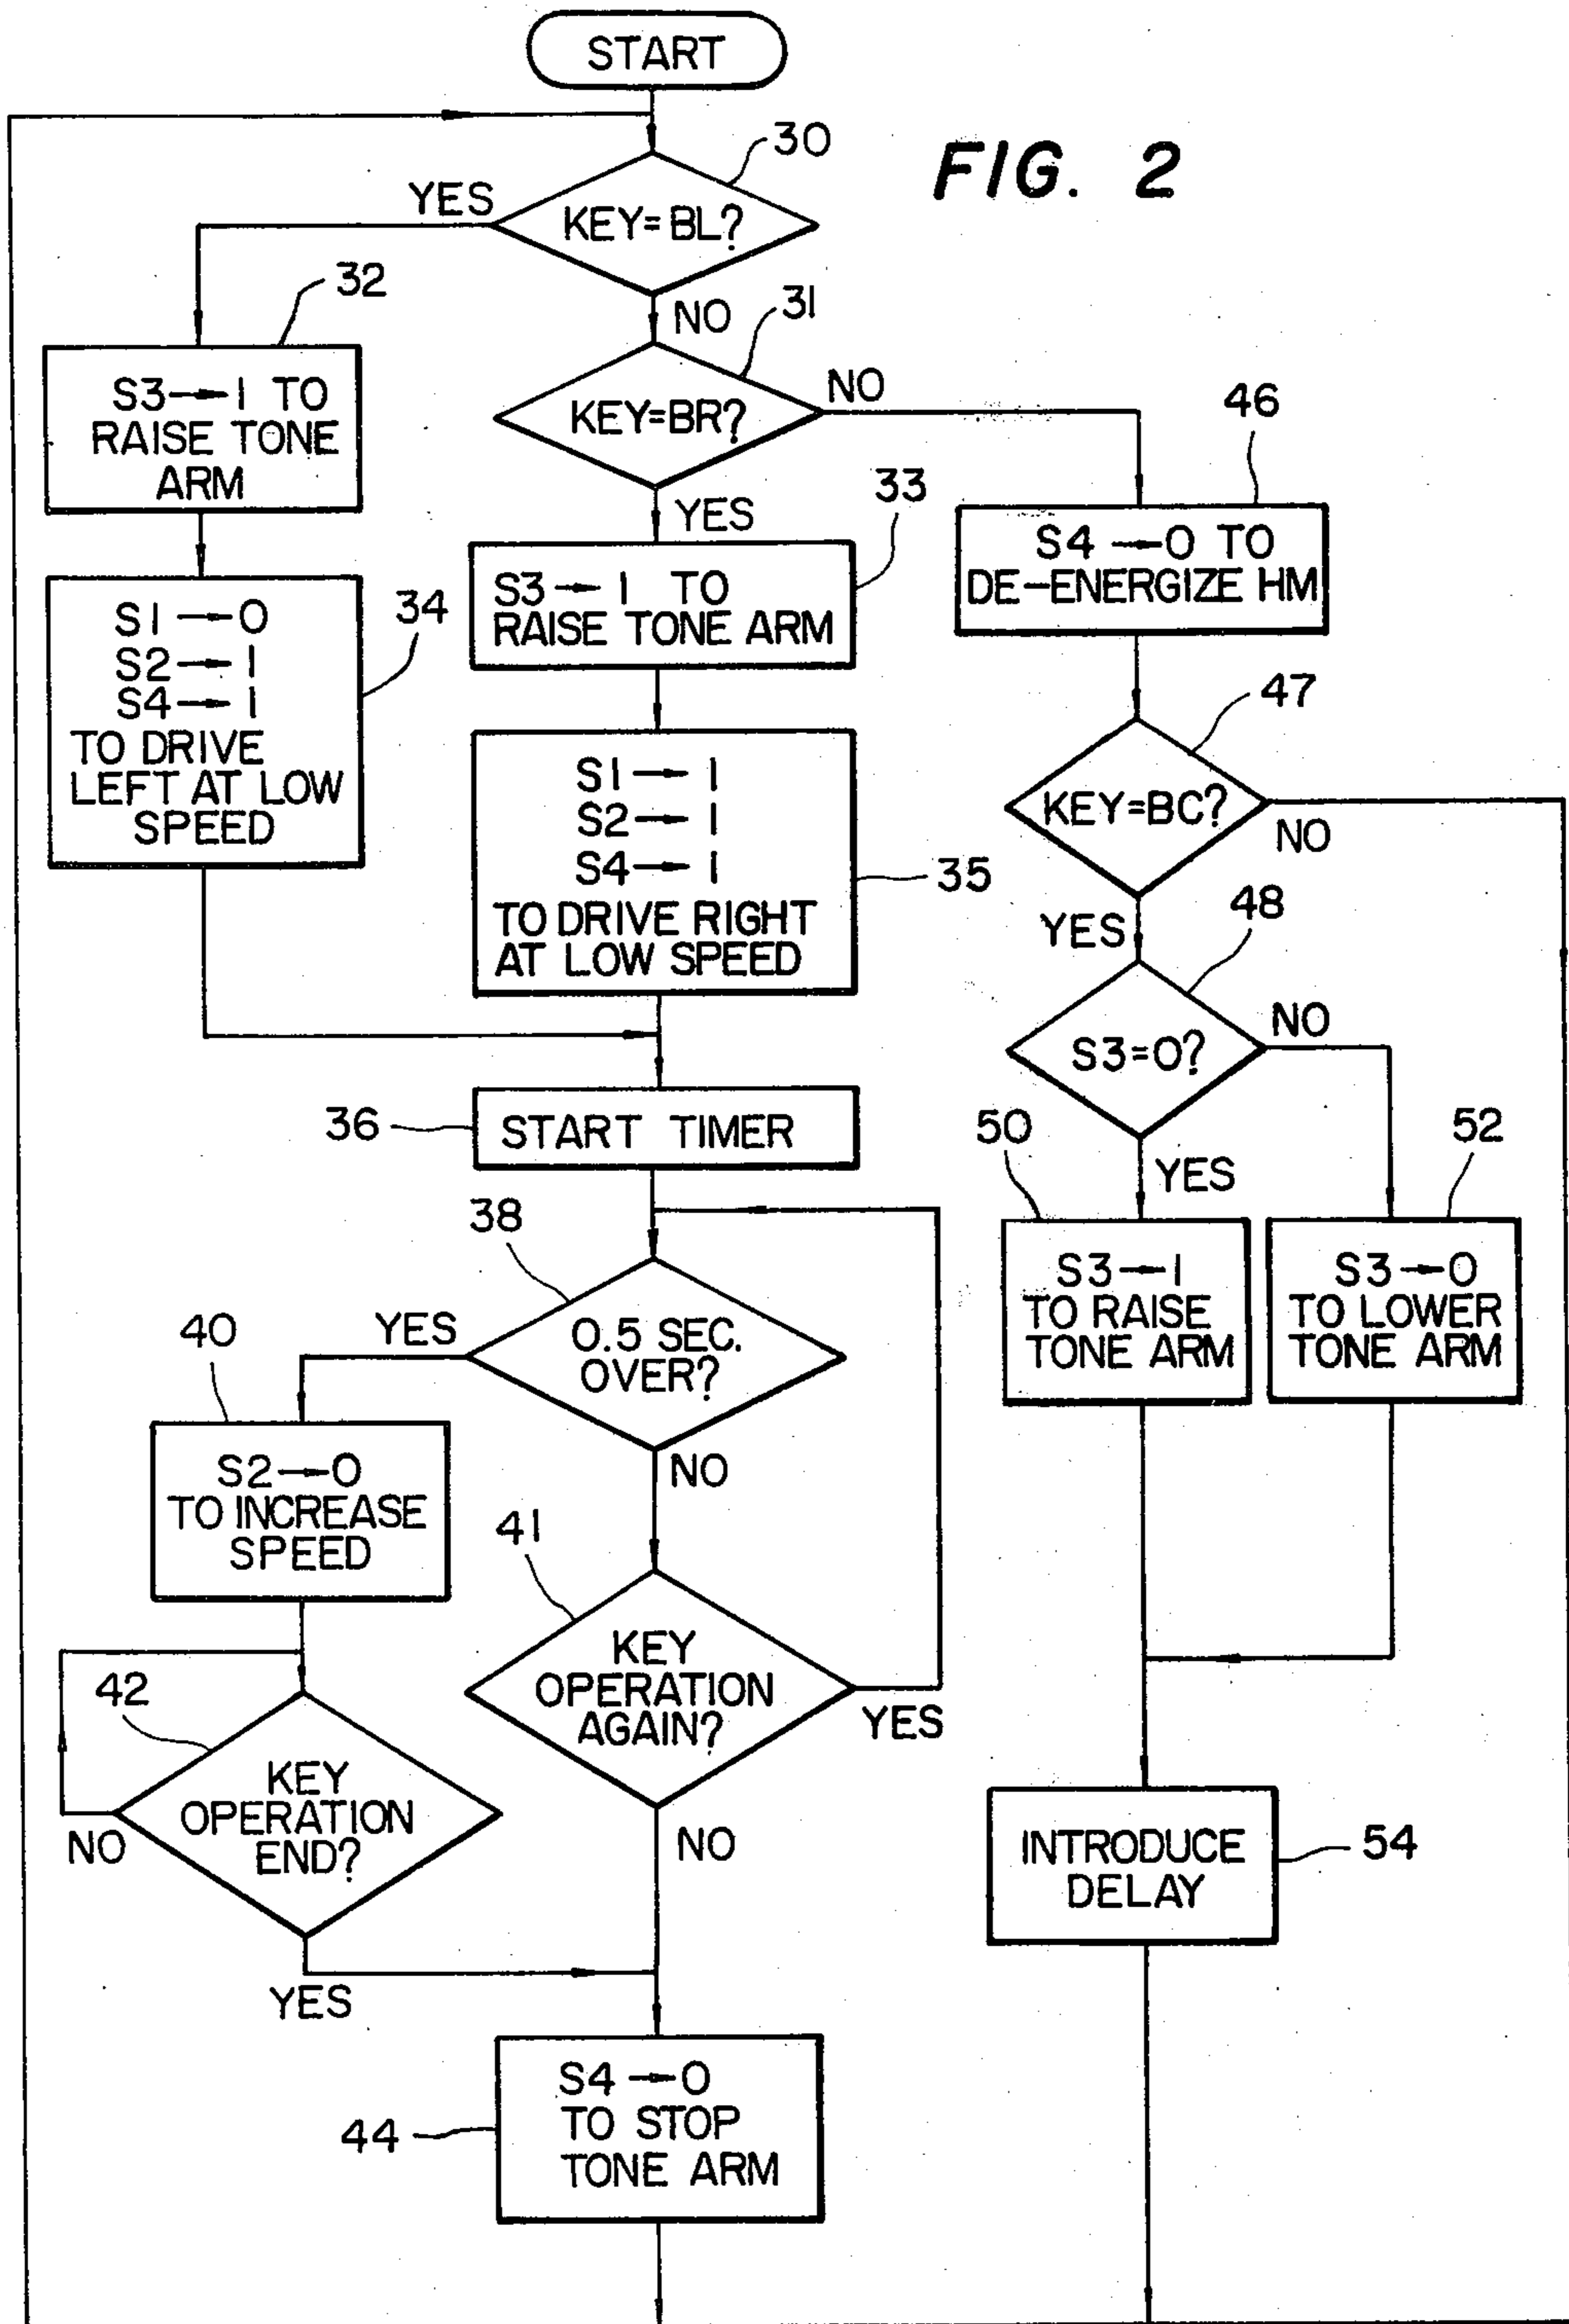 START
FIG. 2
30
YES
KEY=BL?
32
NO
31
S3→1 TO
RAISE TONE
ARM
KEY=BR?
NO
46
YES
33
S3→1 TO
RAISE TONE ARM
S4→0 TO
DE-ENERGIZE HM
S1→0
S2→1
S4→1
TO DRIVE
LEFT AT LOW
SPEED
34
47
S1→1
S2→1
S4→1
TO DRIVE RIGHT
AT LOW SPEED
35
KEY=BC?
NO
YES
48
S3=0?
NO
36
START TIMER
50
YES
52
38
S3→1
TO RAISE
TONE ARM
S3→0
TO LOWER
TONE ARM
YES
0.5 SEC.
OVER?
40
NO
S2→0
TO INCREASE
SPEED
41
KEY
OPERATION
AGAIN?
YES
42
KEY
OPERATION
END?
NO
NO
INTRODUCE
DELAY
54
YES
S4→0
TO STOP
TONE ARM
44